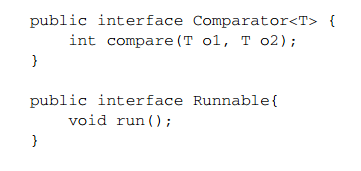 public interface Comparator<T> {
    int compare(T o1, T o2);
}
public interface Runnable{
    void run();
}